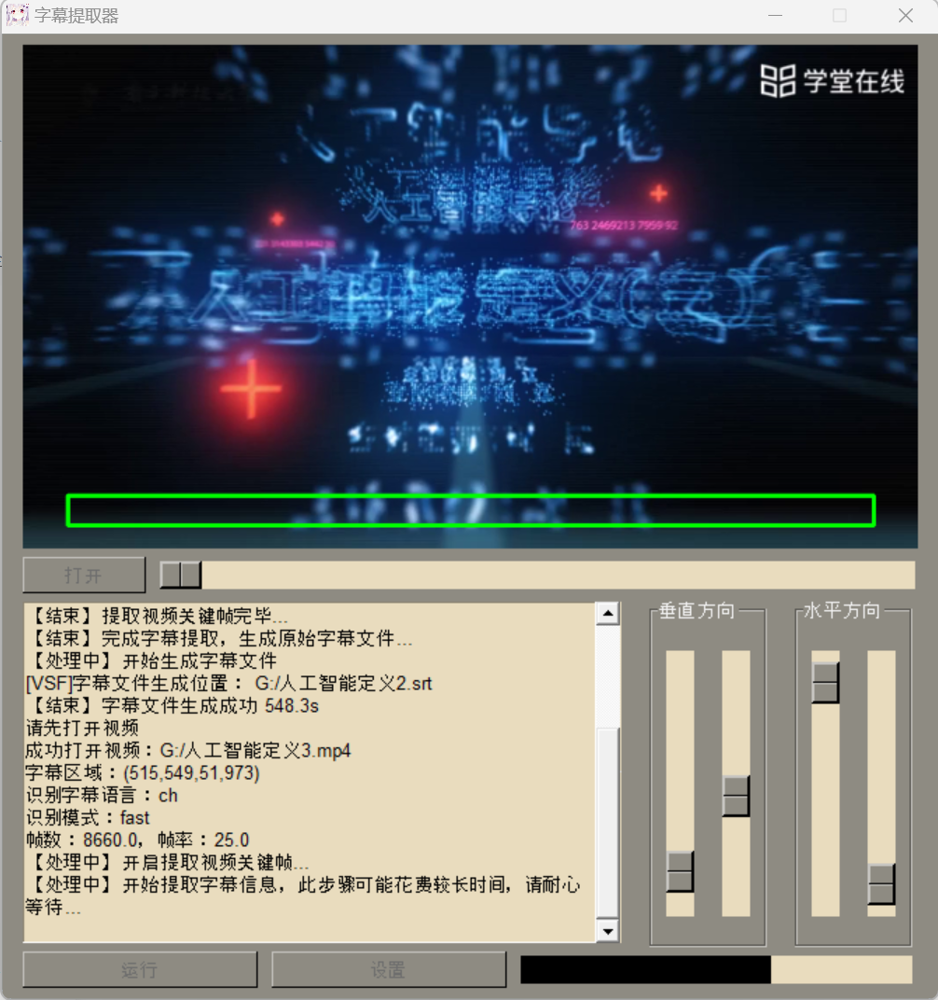 字幕提取器
学堂在线
人工智能导论
763 2469213 7959 92
人工智能 定义(三)
打开
【结束】提取视频关键帧完毕...
【结束】完成字幕提取，生成原始字幕文件...
【处理中】开始生成字幕文件
[VSF]字幕文件生成位置：G:/人工智能定义2.srt
【结束】字幕文件生成成功 548.3s
请先打开视频
成功打开视频：G:/人工智能定义3.mp4
字幕区域：(515,549,51,973)
识别字幕语言：ch
识别模式：fast
帧数：8660.0，帧率：25.0
【处理中】开启提取视频关键帧...
【处理中】开始提取字幕信息，此步骤可能花费较长时间，请耐心
等待...
垂直方向
水平方向
运行
设置